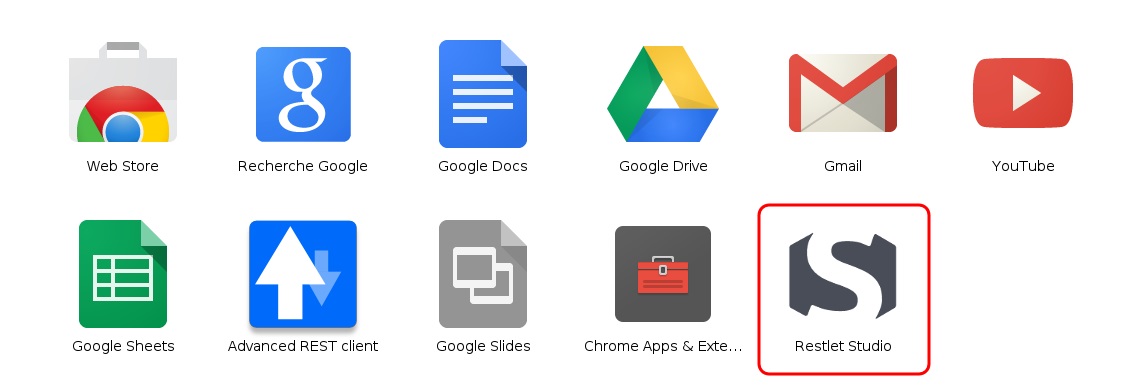 Web Store
Recherche Google
Google Docs
Google Drive
Gmail
YouTube
Google Sheets
Advanced REST client
Google Slides
Chrome Apps & Exte...
Restlet Studio